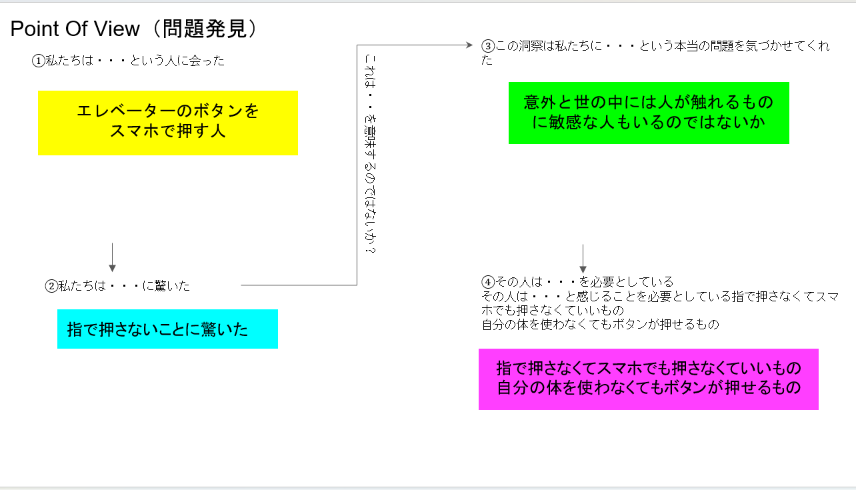 Point Of View（問題発見）
①私たちは・・・という人に会った
エレベーターのボタンを
スマホで押す人
②私たちは・・・に驚いた
指で押さないことに驚いた
これは・・を意味するのではないか？
③この洞察は私たちに・・・という本当の問題を気づかせてくれ
た
意外と世の中には人が触れるもの
に敏感な人もいるのではないか
④その人は・・・を必要としている
その人は・・・と感じることを必要としている指で押さなくてスマ
ホでも押さなくていいもの
自分の体を使わなくてもボタンが押せるもの
指で押さなくてスマホでも押さなくていいもの
自分の体を使わなくてもボタンが押せるもの